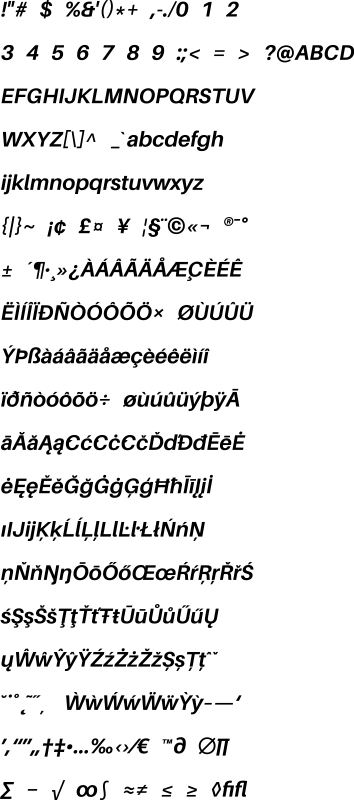 !"# $ %&'()*+ ,-./0 1 2
3 4 5 6 7 8 9 :;< = > ?@ABCD
EFGHIJKLMNOPQRSTUV
WXYZ[\]^ _`abcdefgh
ijklmnopqrstuvwxyz
{|}~ ¡¢ £¤ ¥ ¦§¨©«¬ ®¯°
± ´¶·¸»¿ÀÁÂÃÄÅÆÇÈÉÊ
ËÌÍÎÏÐÑÒÓÔÕÖ× ØÙÚÛÜ
ÝÞßàáâãäåæçèéêëìíî
ïðñòóôõö÷ øùúûüýþÿĀ
āĂăĄąĆćĊċČčĎďĐđĒēĖ
ėĘęĚěĞğĠġĢģĦħĪīĮįİ
ıĲĳĶķĹĺĻļĽľĿŀŁłŃńŅ
ņŇňŊŋŌōŐőŒœŔŕŖŗŘřŚ
śŞşŠšŢţŤťŦŧŪūŮůŰűŲ
ųŴŵŶŷŸŹźŻżŽžȘșȚțˆˇ
˘˙˚˛˜˝ˏ ẀẁẂẃẄẅỲỳ–—‘
’‚“”„†‡•…‰‹›⁄€ ™∂ ∅∏
∑ − √ ∞∫ ≈≠ ≤ ≥ ◊ﬁﬂ